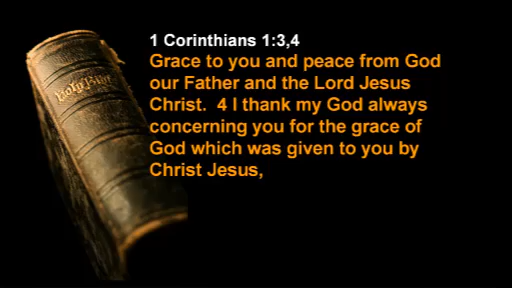 Holy Bible
1 Corinthians 1:3,4
Grace to you and peace from God
our Father and the Lord Jesus
Christ.  4 I thank my God always
concerning you for the grace of
God which was given to you by
Christ Jesus,